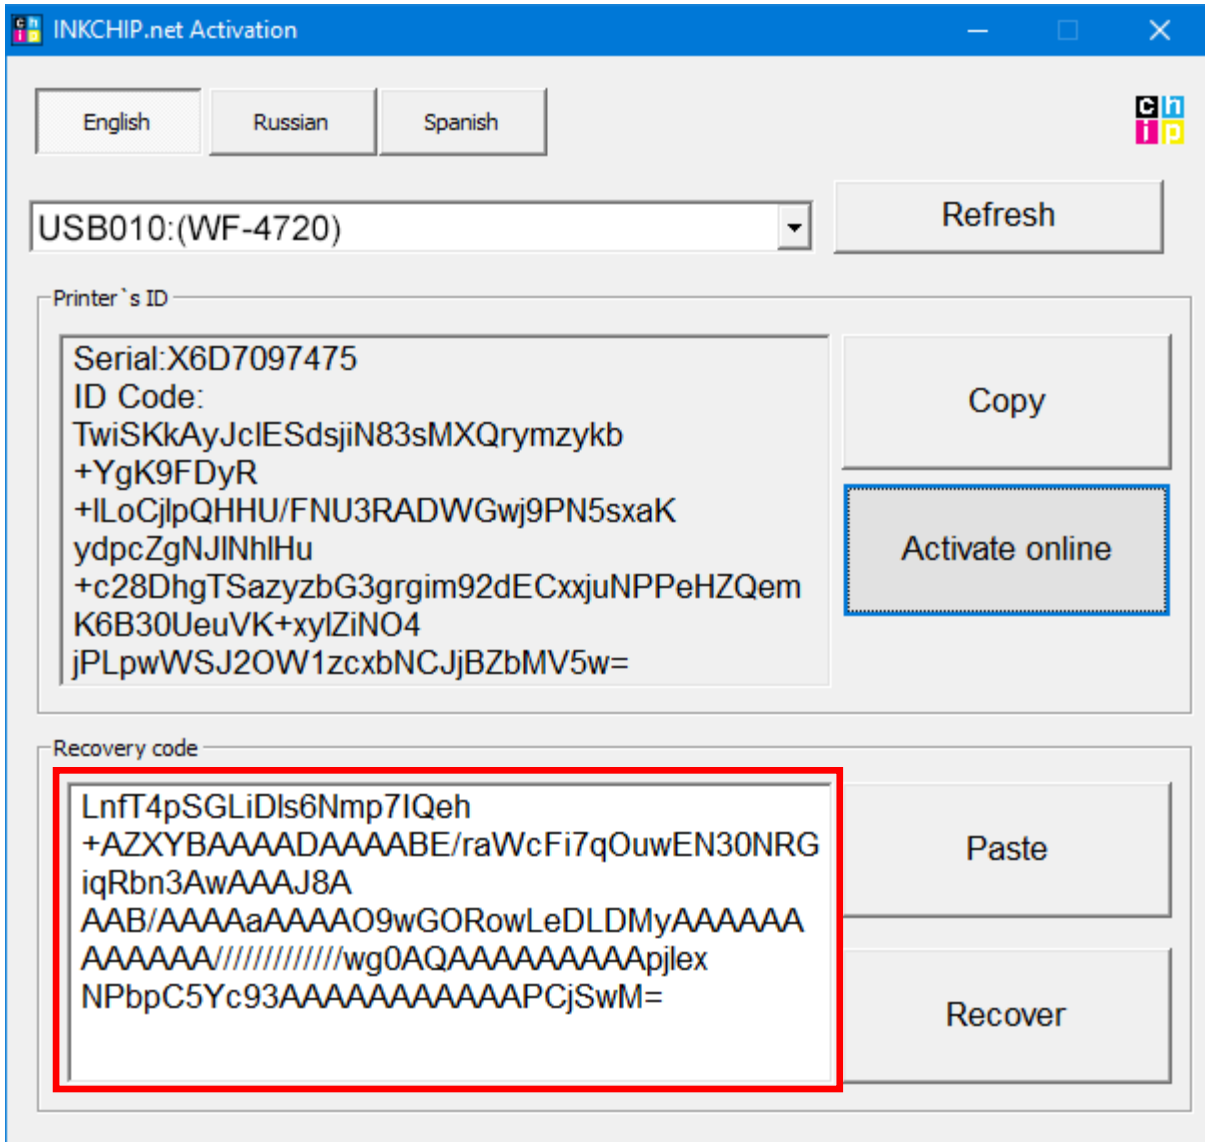 INKCHIP.net Activation
English
Russian
Spanish
chip
USB010:(WF-4720)
Refresh
Printer`s ID
Serial:X6D7097475
ID Code:
TwiSKkAyJclESdsjiN83sMXQrymzykb
+YgK9FDyR
+lLoCjlpQHHU/FNU3RADWGwj9PN5sxaK
ydpcZgNJlNhlHu
+c28DhgTSazyzbG3grgim92dECxxjuNPPeHZQem
K6B30UeuVK+xylZiNO4
jPLpwWSJ2OW1zcxbNCJjBZbMV5w=
Copy
Activate online
Recovery code
LnfT4pSGLiDls6Nmp7IQeh
+AZXYBAAAADAAAABE/raWcFi7qOuwEN30NRG
iqRbn3AwAAAJ8A
AAB/AAAAaAAAAO9wGORowLeDLDMyAAAAAA
AAAAAA/////////////wg0AQAAAAAAAAApjlex
NPbpC5Yc93AAAAAAAAAAAPCjSwM=
Paste
Recover